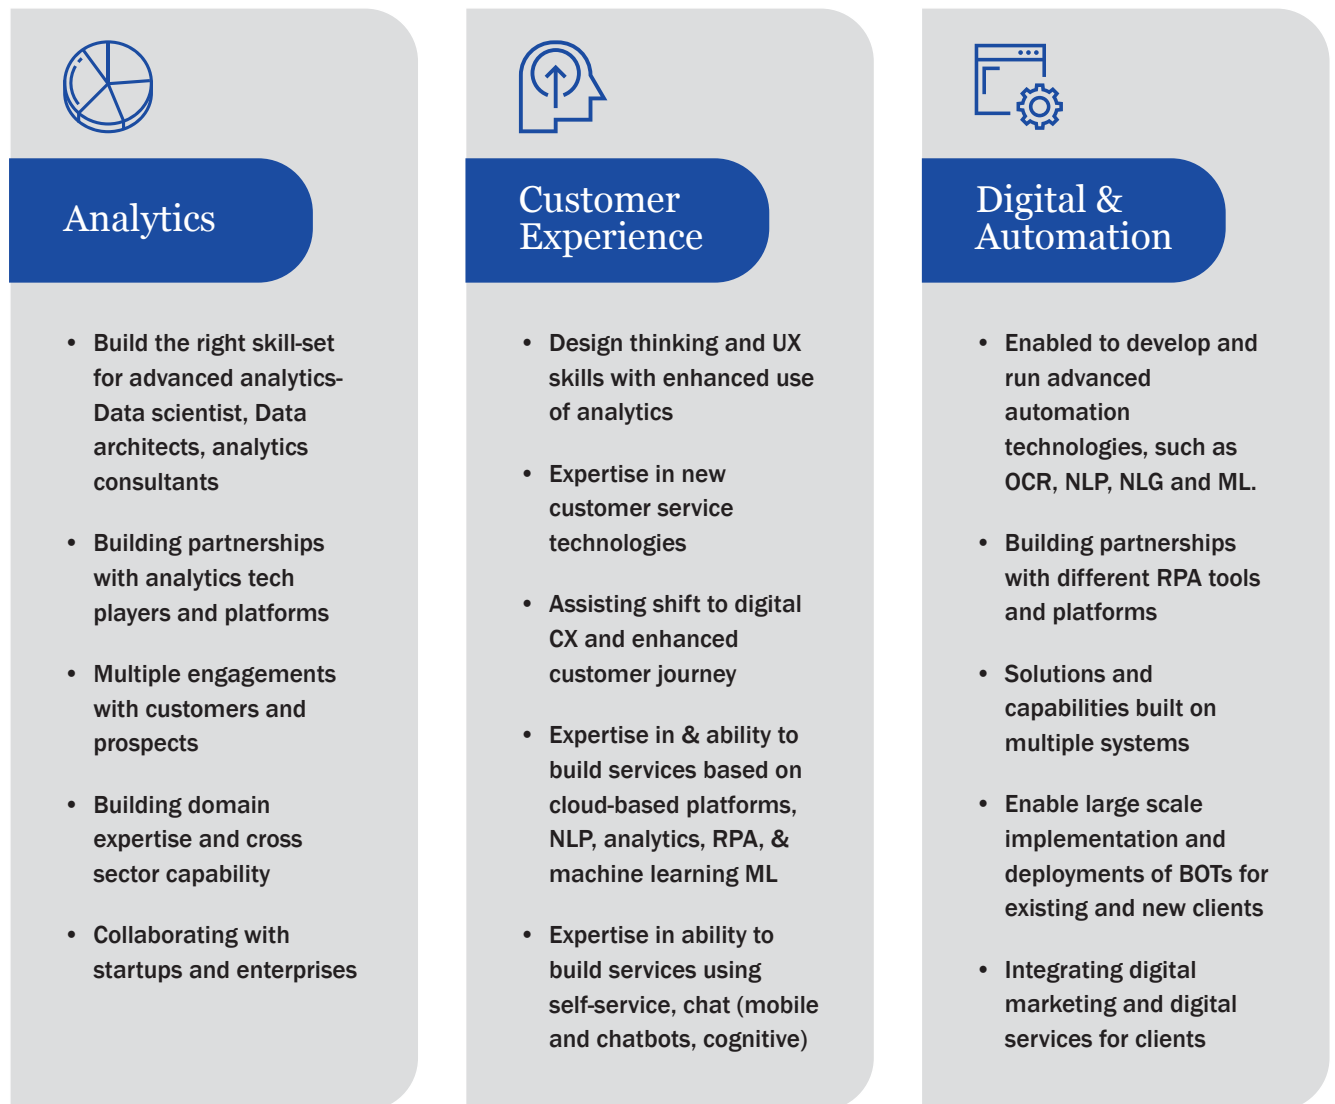 Analytics
• Build the right skill-set
for advanced analytics-
Data scientist, Data
architects, analytics
consultants
• Building partnerships
with analytics tech
players and platforms
• Multiple engagements
with customers and
prospects
• Building domain
expertise and cross
sector capability
• Collaborating with
startups and enterprises
Customer
Experience
• Design thinking and UX
skills with enhanced use
of analytics
• Expertise in new
customer service
technologies
• Assisting shift to digital
CX and enhanced
customer journey
• Expertise in & ability to
build services based on
cloud-based platforms,
NLP, analytics, RPA, &
machine learning ML
• Expertise in ability to
build services using
self-service, chat (mobile
and chatbots, cognitive)
Digital &
Automation
• Enabled to develop and
run advanced
automation
technologies, such as
OCR, NLP, NLG and ML.
• Building partnerships
with different RPA tools
and platforms
• Solutions and
capabilities built on
multiple systems
• Enable large scale
implementation and
deployments of BOTs for
existing and new clients
• Integrating digital
marketing and digital
services for clients